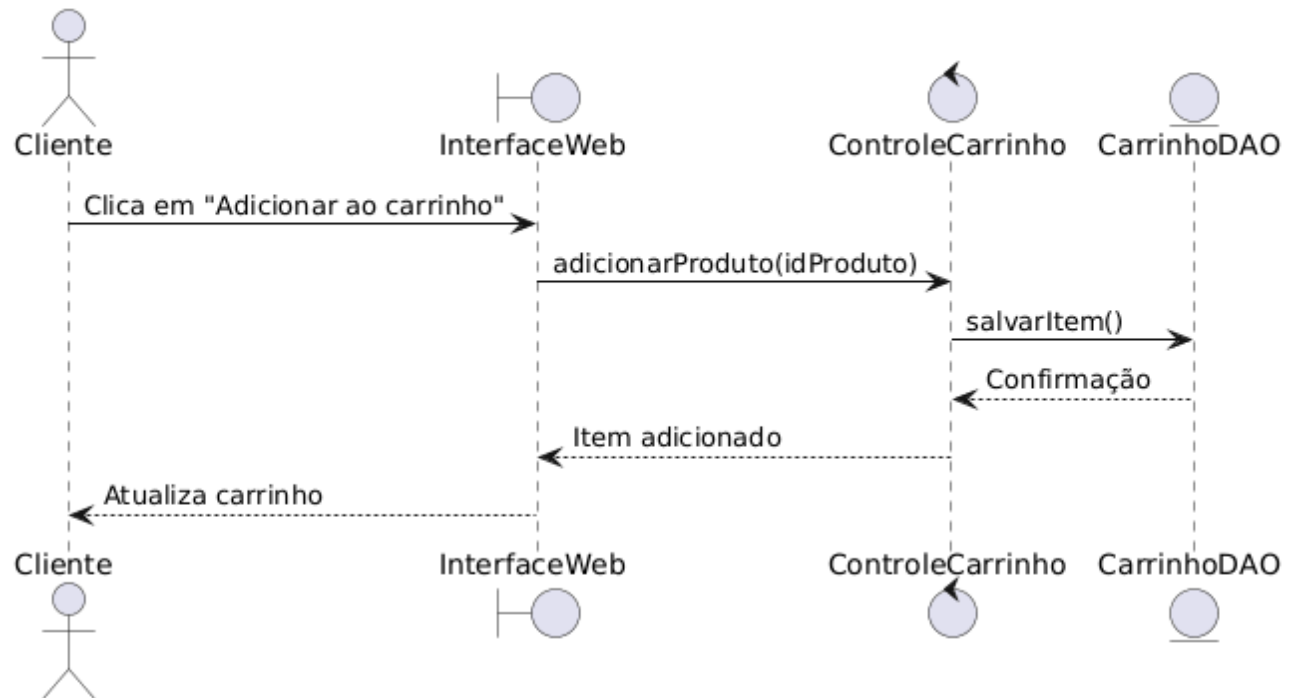 Cliente
InterfaceWeb
ControleCarrinho
CarrinhoDAO
Clica em "Adicionar ao carrinho"
adicionarProduto(idProduto)
salvarItem()
Confirmação
Item adicionado
Atualiza carrinho
Cliente
InterfaceWeb
ControleCarrinho
CarrinhoDAO